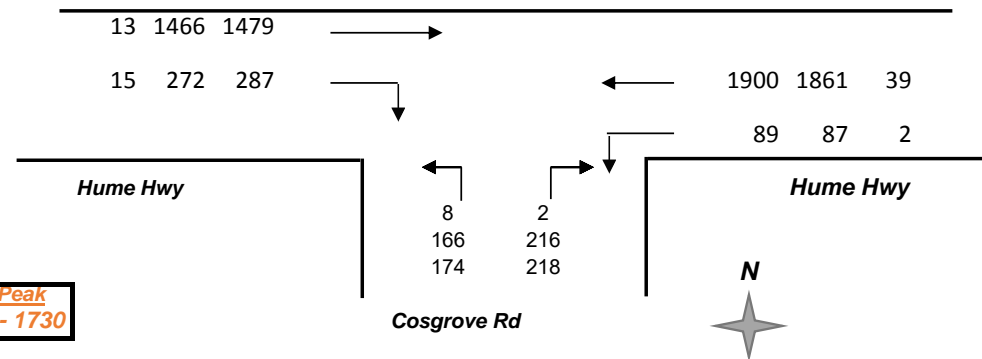 13 1466 1479
15 272 287
1900 1861 39
89 87 2
Hume Hwy
Hume Hwy
8 2
166 216
174 218
N
Peak
- 1730
Cosgrove Rd